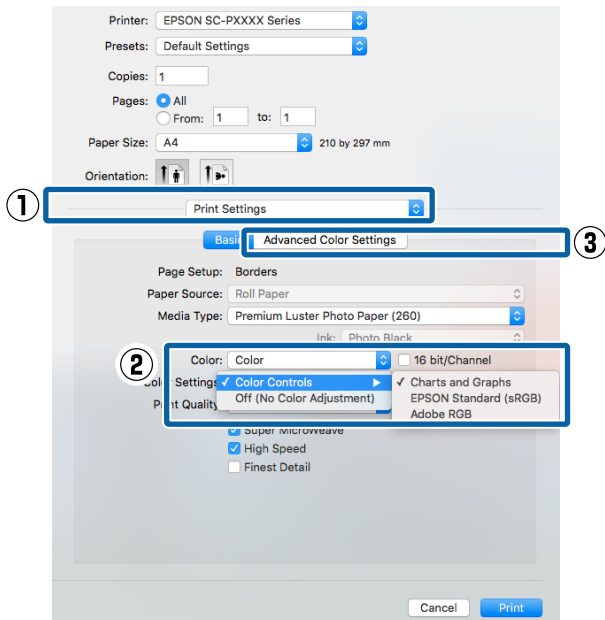 Printer: EPSON SC-PXXXX Series
Presets: Default Settings
Copies: 1
Pages: All
From: 1 to: 1
Paper Size: A4 210 by 297 mm
Orientation:
1
Print Settings
Advanced Color Settings
3
Page Setup: Borders
Paper Source: Roll Paper
Media Type: Premium Luster Photo Paper (260)
Ink: Photo Black
2
Color: Color 16 bit/Channel
✓ Color Controls ✓ Charts and Graphs
Off (No Color Adjustment) EPSON Standard (sRGB)
Adobe RGB
Super MicroWeave
High Speed
Finest Detail
Cancel Print